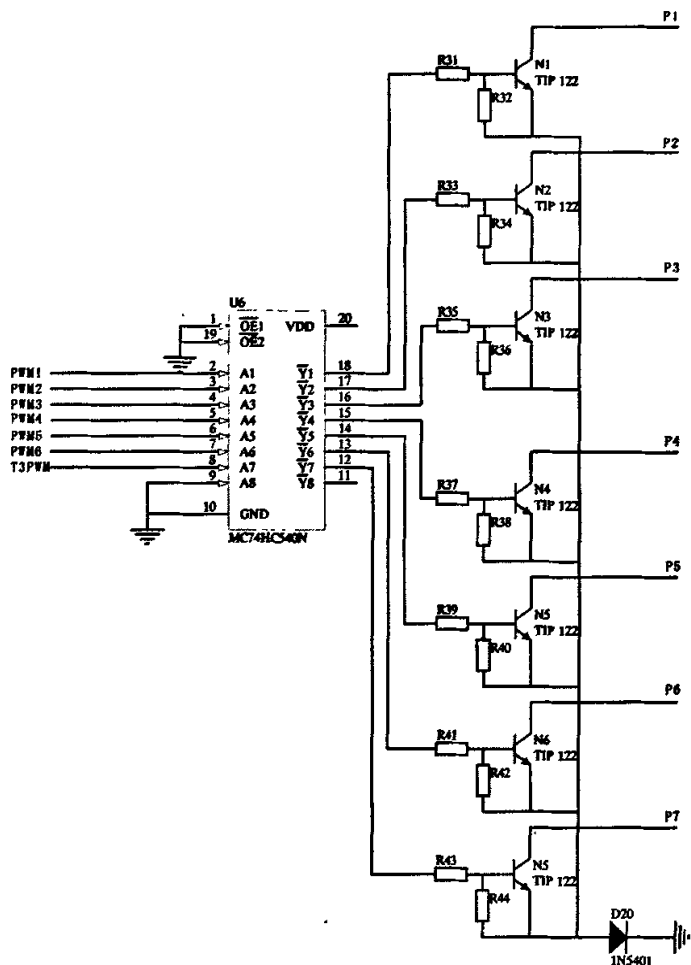 P1
R31
N1
TIP 122
R32
P2
R33
N2
TIP 122
R34
P3
R35
N3
TIP 122
R36
U6
1
OE1
VDD
20
19
OE2
PWM1
2
A1
Y1
18
PWM2
3
A2
Y2
17
PWM3
4
A3
Y3
16
PWM4
5
A4
Y4
15
PWM5
6
A5
Y5
14
PWM6
7
A6
Y6
13
T3PWM
8
A7
Y7
12
9
A8
Y8
11
10
GND
MC74HC540N
P4
R37
N4
TIP 122
R38
P5
R39
N5
TIP 122
R40
P6
R41
N6
TIP 122
R42
P7
R43
N5
TIP 122
R44
D20
1N5401